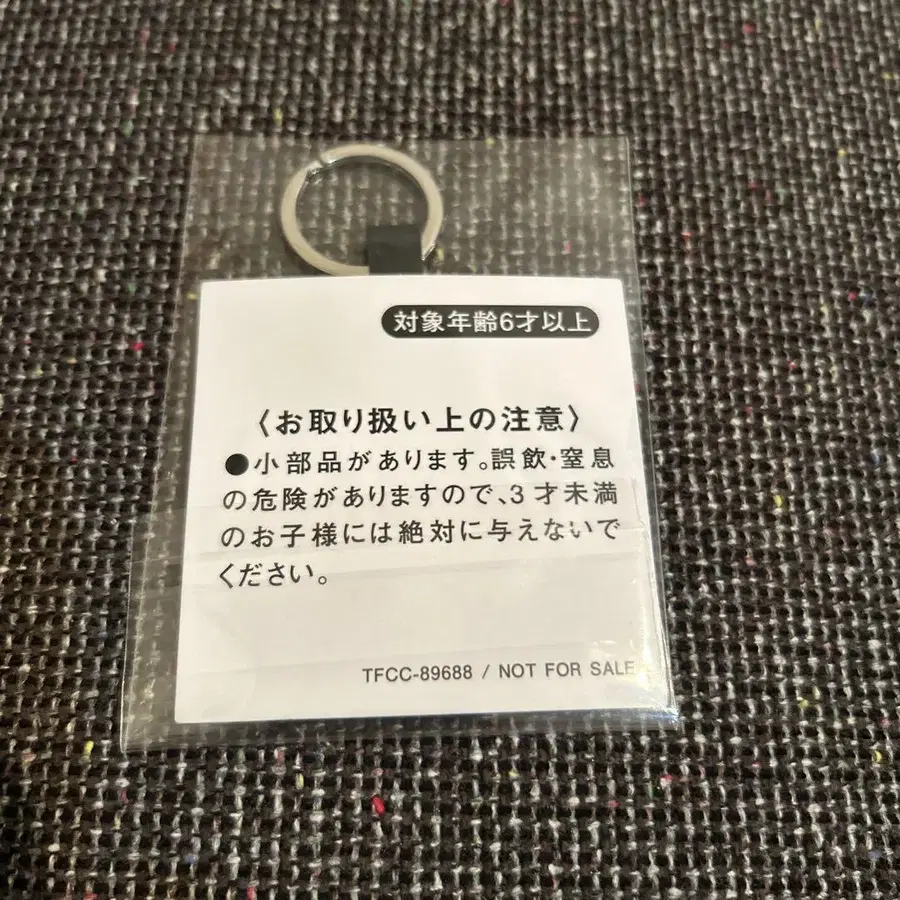 対象年齢6才以上
〈お取り扱い上の注意〉
●小部品があります。誤飲・窒息
の危険がありますので、3才未満
のお子様には絶対に与えないで
ください。
TFCC-89688 / NOT FOR SALE